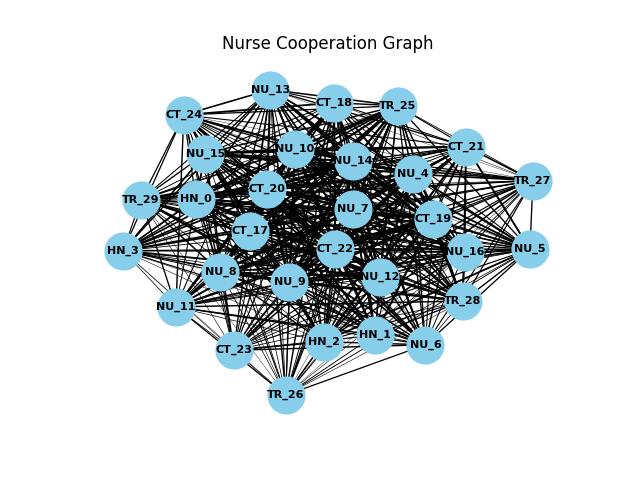 Nurse Cooperation Graph
NU_13
CT_18
TR_25
CT_24
CT_21
NU_10
NU_15
NU_14
NU_4
TR_27
CT_20
HN_0
TR_29
NU_7
CT_19
CT_17
CT_22
NU_5
HN_3
NU_16
NU_8
NU_12
NU_9
TR_28
NU_11
HN_1
HN_2
NU_6
CT_23
TR_26